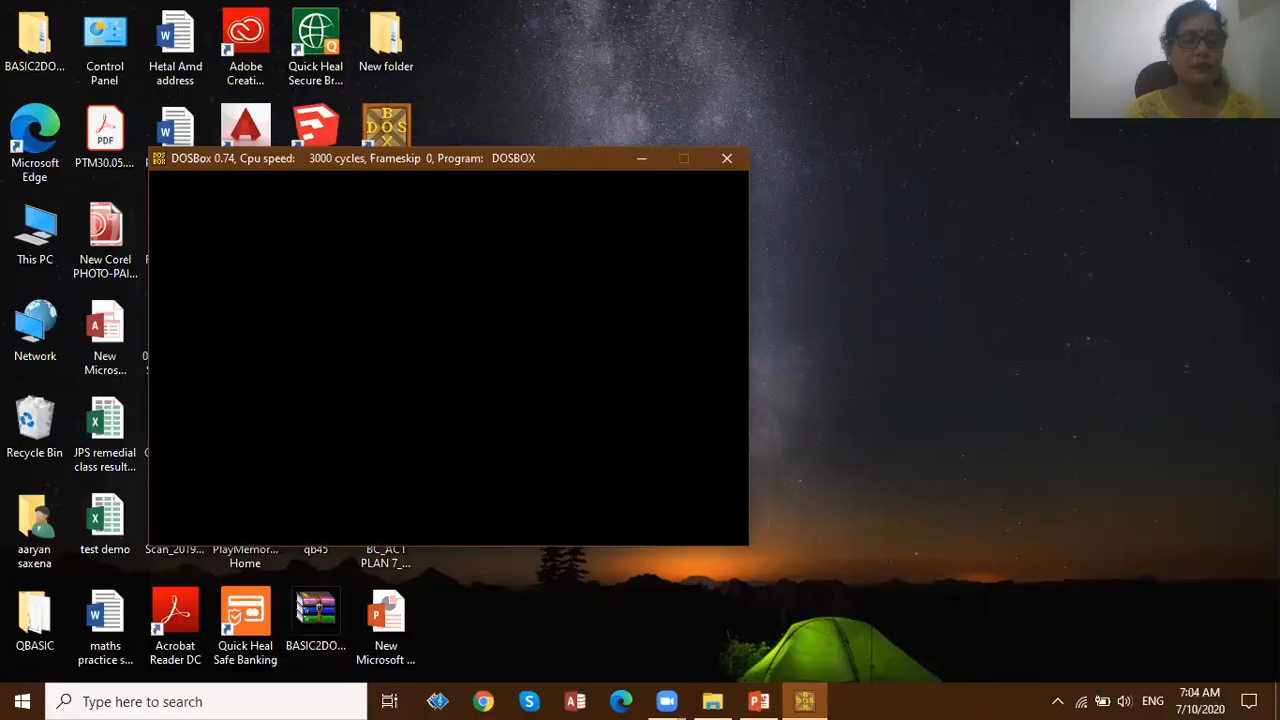 BASIC2DO...
Control
Panel
Hetal Amd
address
Adobe
Creati...
Quick Heal
Secure Br...
New folder
Microsoft
Edge
PDF
PTM30.05....
BOX
DOS
DOSBox 0.74, Cpu speed: 3000 cycles, Frameskip 0, Program: DOSBOX
This PC
New Corel
PHOTO-PAI...
Network
New
Micros...
Recycle Bin
JPS remedial
class result...
aaryan
saxena
test demo
Scan_2019...
PlayMemor...
Home
qb45
BC_ACT
PLAN 7_...
QBASIC
maths
practice s...
Acrobat
Reader DC
Quick Heal
Safe Banking
BASIC2DO...
New
Microsoft ...
Type here to search
ENG
7:04 AM
7/10/2020